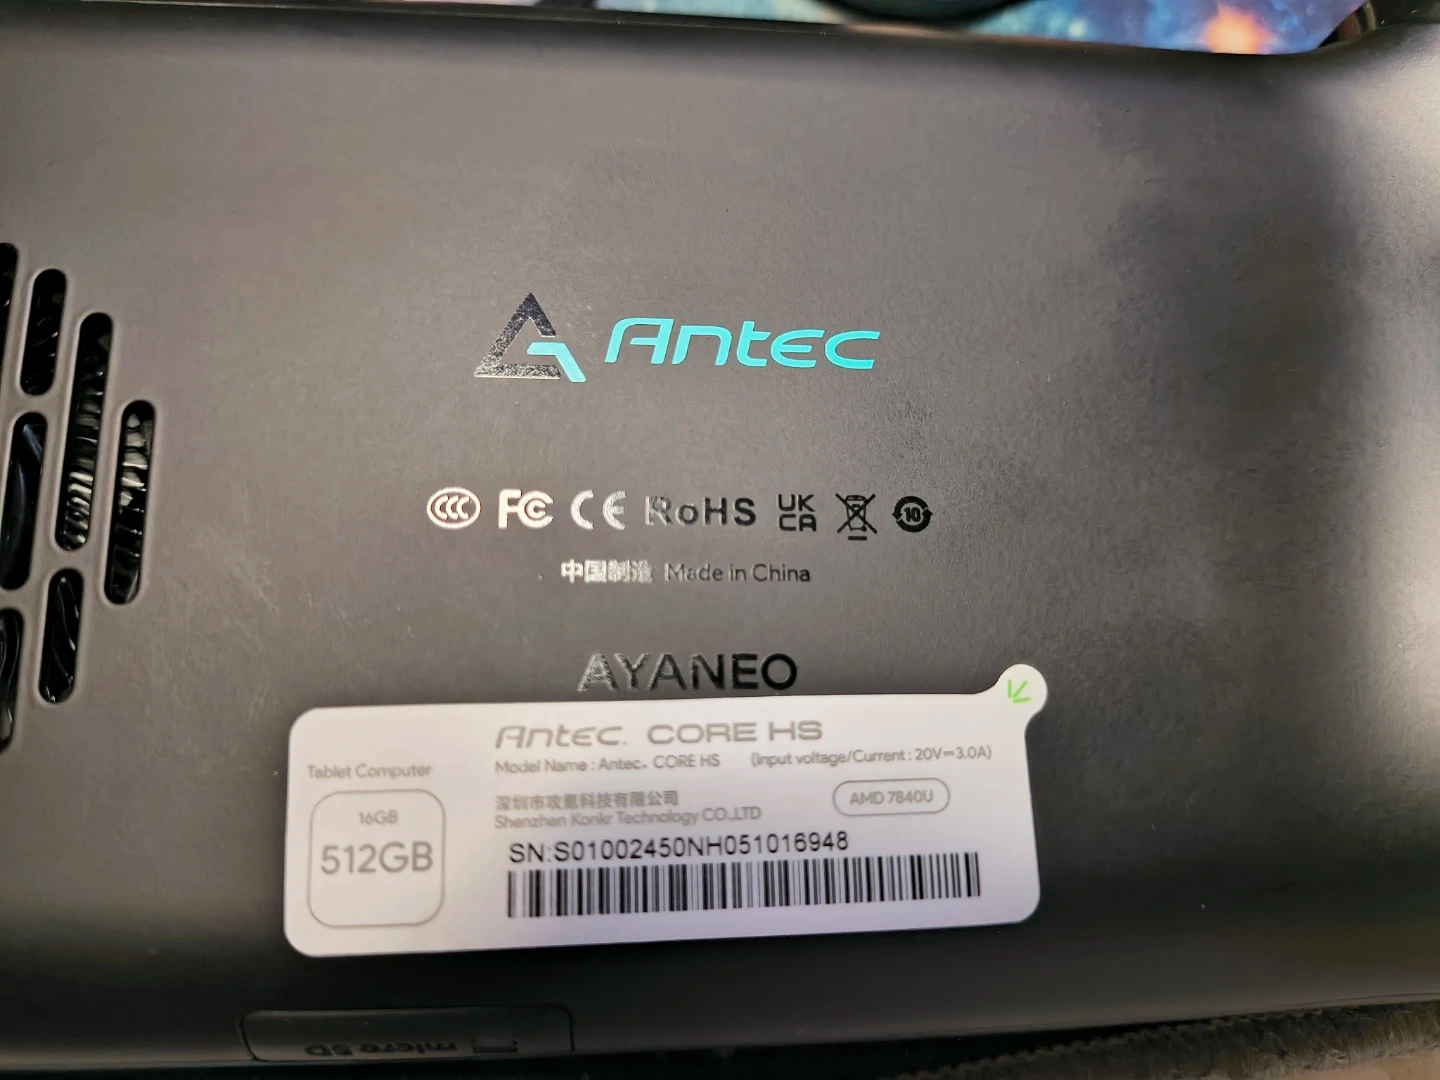 Antec
CCC FC CE RoHS UK CA 10
中国制造 Made in China
AYANEO
Antec. CORE HS
Model Name : Antec. CORE HS (Input voltage/Current : 20V⎓3.0A)
Tablet Computer
16GB
512GB
深圳市攻氪科技有限公司
Shenzhen Konkr Technology CO.,LTD
AMD 7840U
SN:S01002450NH051016948
micro SD